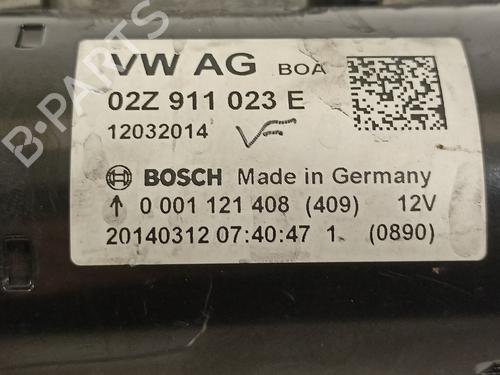 VW AG BOA
02Z 911 023 E
12032014
BOSCH Made in Germany
↑ 0 001 121 408 (409) 12V
20140312 07:40:47 1. (0890)
B-PARTS